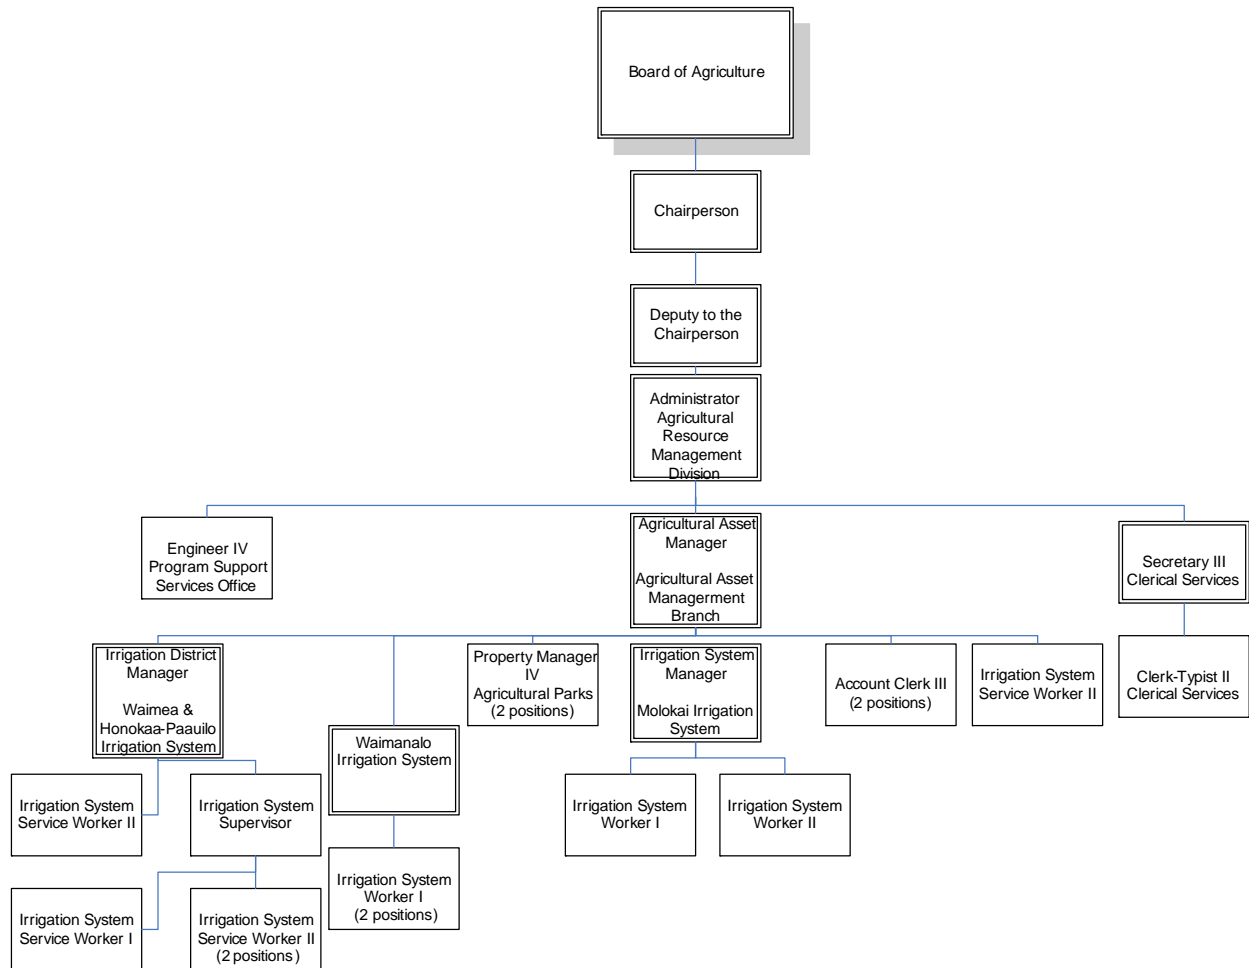 Board of Agriculture
Chairperson
Deputy to the
Chairperson
Administrator
Agricultural
Resource
Management
Division
Engineer IV
Program Support
Services Office
Agricultural Asset
Manager
Agricultural Asset
Management
Branch
Secretary III
Clerical Services
Irrigation District
Manager
Waimea &
Honokaa-Paauilo
Irrigation System
Waimanalo
Irrigation System
Property Manager
IV
Agricultural Parks
(2 positions)
Irrigation System
Manager
Molokai Irrigation
System
Account Clerk III
(2 positions)
Irrigation System
Service Worker II
Clerk-Typist II
Clerical Services
Irrigation System
Service Worker II
Irrigation System
Supervisor
Irrigation System
Worker I
Irrigation System
Worker II
Irrigation System
Service Worker I
Irrigation System
Service Worker II
(2 positions)
Irrigation System
Worker I
(2 positions)